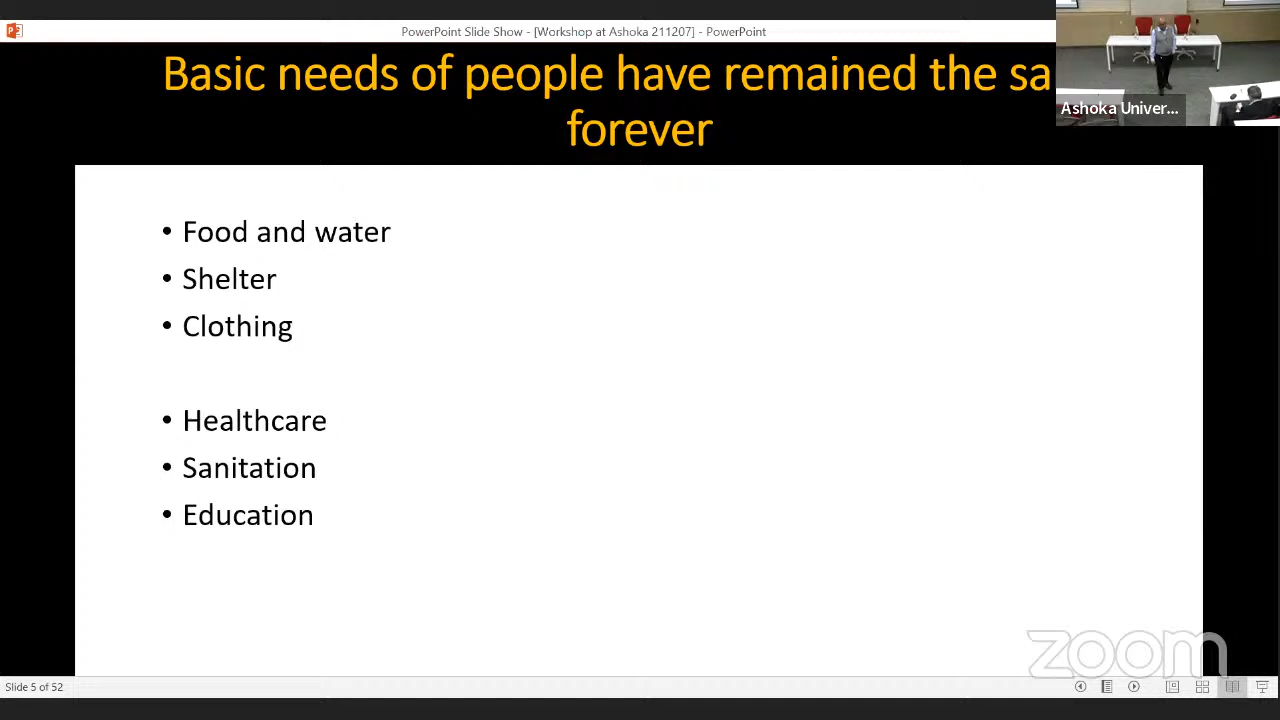 PowerPoint Slide Show - [Workshop at Ashoka 211207] - PowerPoint
Basic needs of people have remained the sa
forever
Ashoka Univer...
• Food and water
• Shelter
• Clothing
• Healthcare
• Sanitation
• Education
zoom
Slide 5 of 52